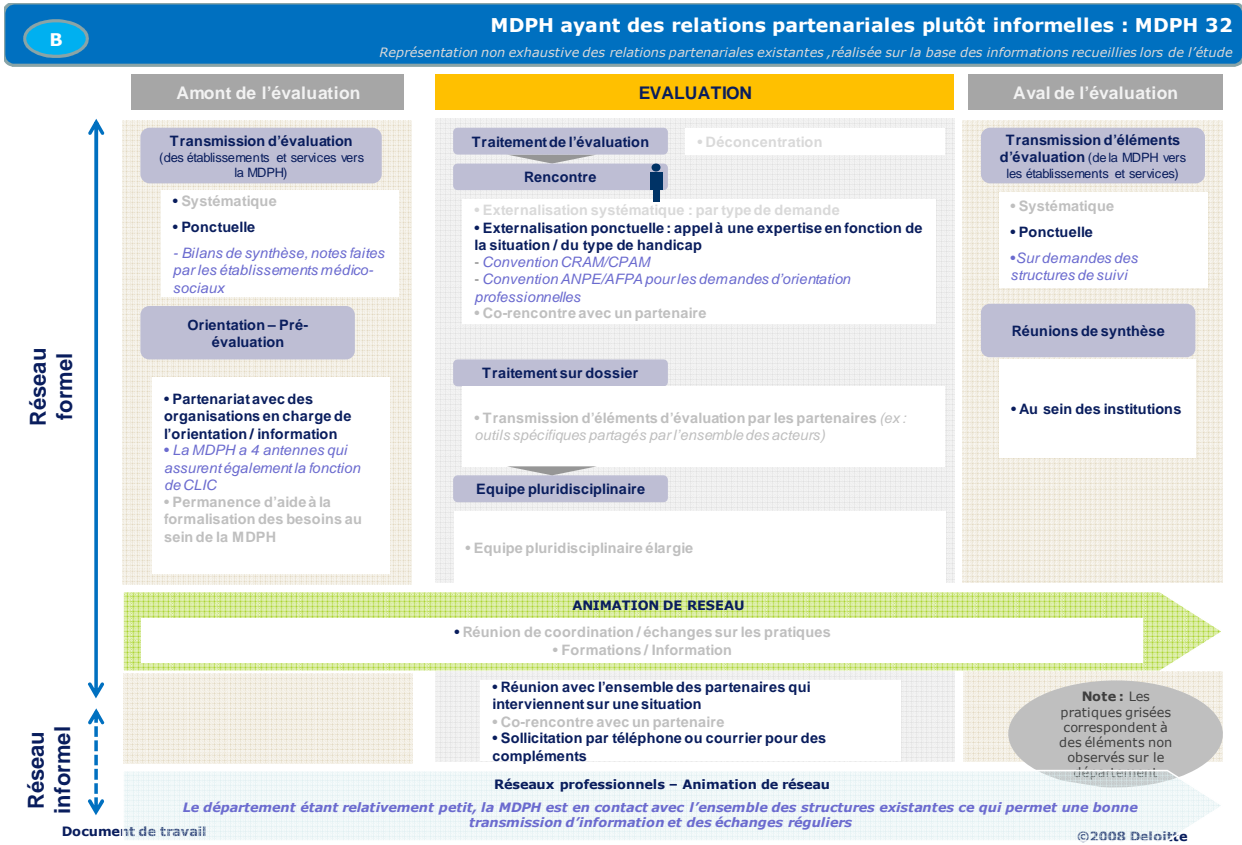 B
MDPH ayant des relations partenariales plutôt informelles : MDPH 32
Représentation non exhaustive des relations partenariales existantes ,réalisée sur la base des informations recueillies lors de l'étude
Amont de l'évaluation
EVALUATION
Aval de l'évaluation
Réseau
formel
Transmission d'évaluation
(des établissements et services vers
la MDPH)
• Systématique
• Ponctuelle
- Bilans de synthèse, notes faites
par les établissements médico-
sociaux
Orientation – Pré-
évaluation
• Partenariat avec des
organisations en charge de
l'orientation / information
• La MDPH a 4 antennes qui
assurent également la fonction
de CLIC
• Permanence d'aide à la
formalisation des besoins au
sein de la MDPH
Traitement de l'évaluation
• Déconcentration
Rencontre
• Externalisation systématique : par type de demande
• Externalisation ponctuelle : appel à une expertise en fonction de
la situation / du type de handicap
- Convention CRAM/CPAM
- Convention ANPE/AFPA pour les demandes d'orientation
professionnelles
• Co-rencontre avec un partenaire
Traitement sur dossier
• Transmission d'éléments d'évaluation par les partenaires (ex :
outils spécifiques partagés par l'ensemble des acteurs)
Equipe pluridisciplinaire
• Equipe pluridisciplinaire élargie
Transmission d'éléments
d'évaluation (de la MDPH vers
les établissements et services)
• Systématique
• Ponctuelle
•Sur demandes des
structures de suivi
Réunions de synthèse
• Au sein des institutions
ANIMATION DE RESEAU
• Réunion de coordination / échanges sur les pratiques
• Formations / Information
Réseau
informel
• Réunion avec l'ensemble des partenaires qui
interviennent sur une situation
• Co-rencontre avec un partenaire
• Sollicitation par téléphone ou courrier pour des
compléments
Note : Les
pratiques grisées
correspondent à
des éléments non
observés sur le
département
Réseaux professionnels – Animation de réseau
Le département étant relativement petit, la MDPH est en contact avec l'ensemble des structures existantes ce qui permet une bonne
transmission d'information et des échanges réguliers
Document de travail
©2008 Deloitte